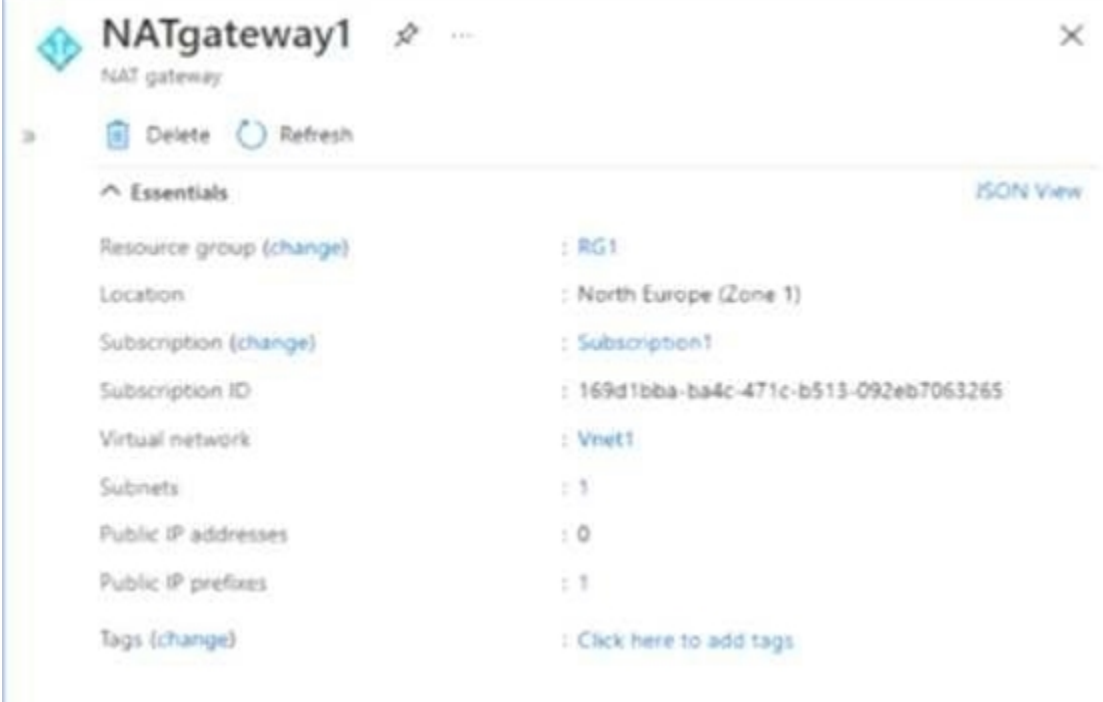 NATgateway1 ...
NAT gateway
» Delete Refresh
Essentials JSON View
Resource group (change) : RG1
Location : North Europe (Zone 1)
Subscription (change) : Subscription1
Subscription ID : 169d1bba-ba4c-471c-b513-092eb7063265
Virtual network : Vnet1
Subnets : 1
Public IP addresses : 0
Public IP prefixes : 1
Tags (change) : Click here to add tags